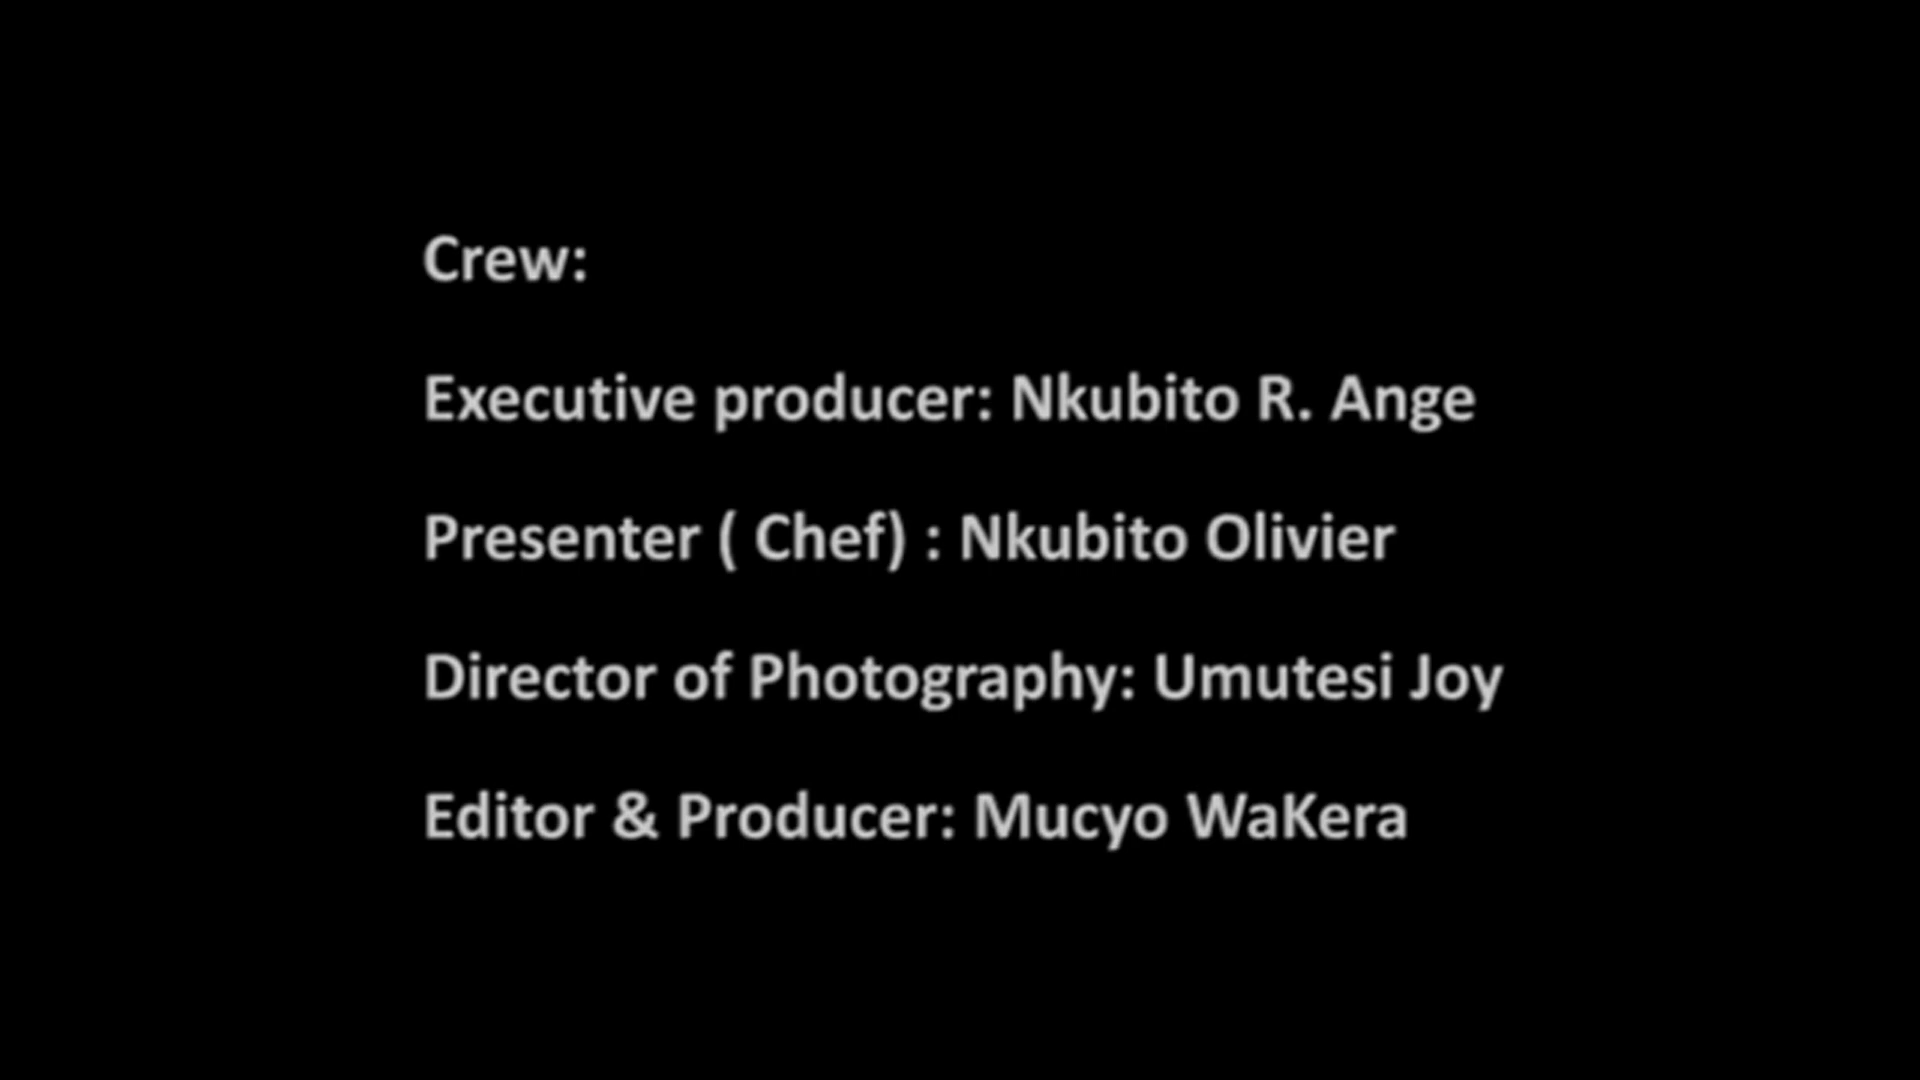 Crew:
Executive producer: Nkubito R. Ange
Presenter ( Chef) : Nkubito Olivier
Director of Photography: Umutesi Joy
Editor & Producer: Mucyo WaKera